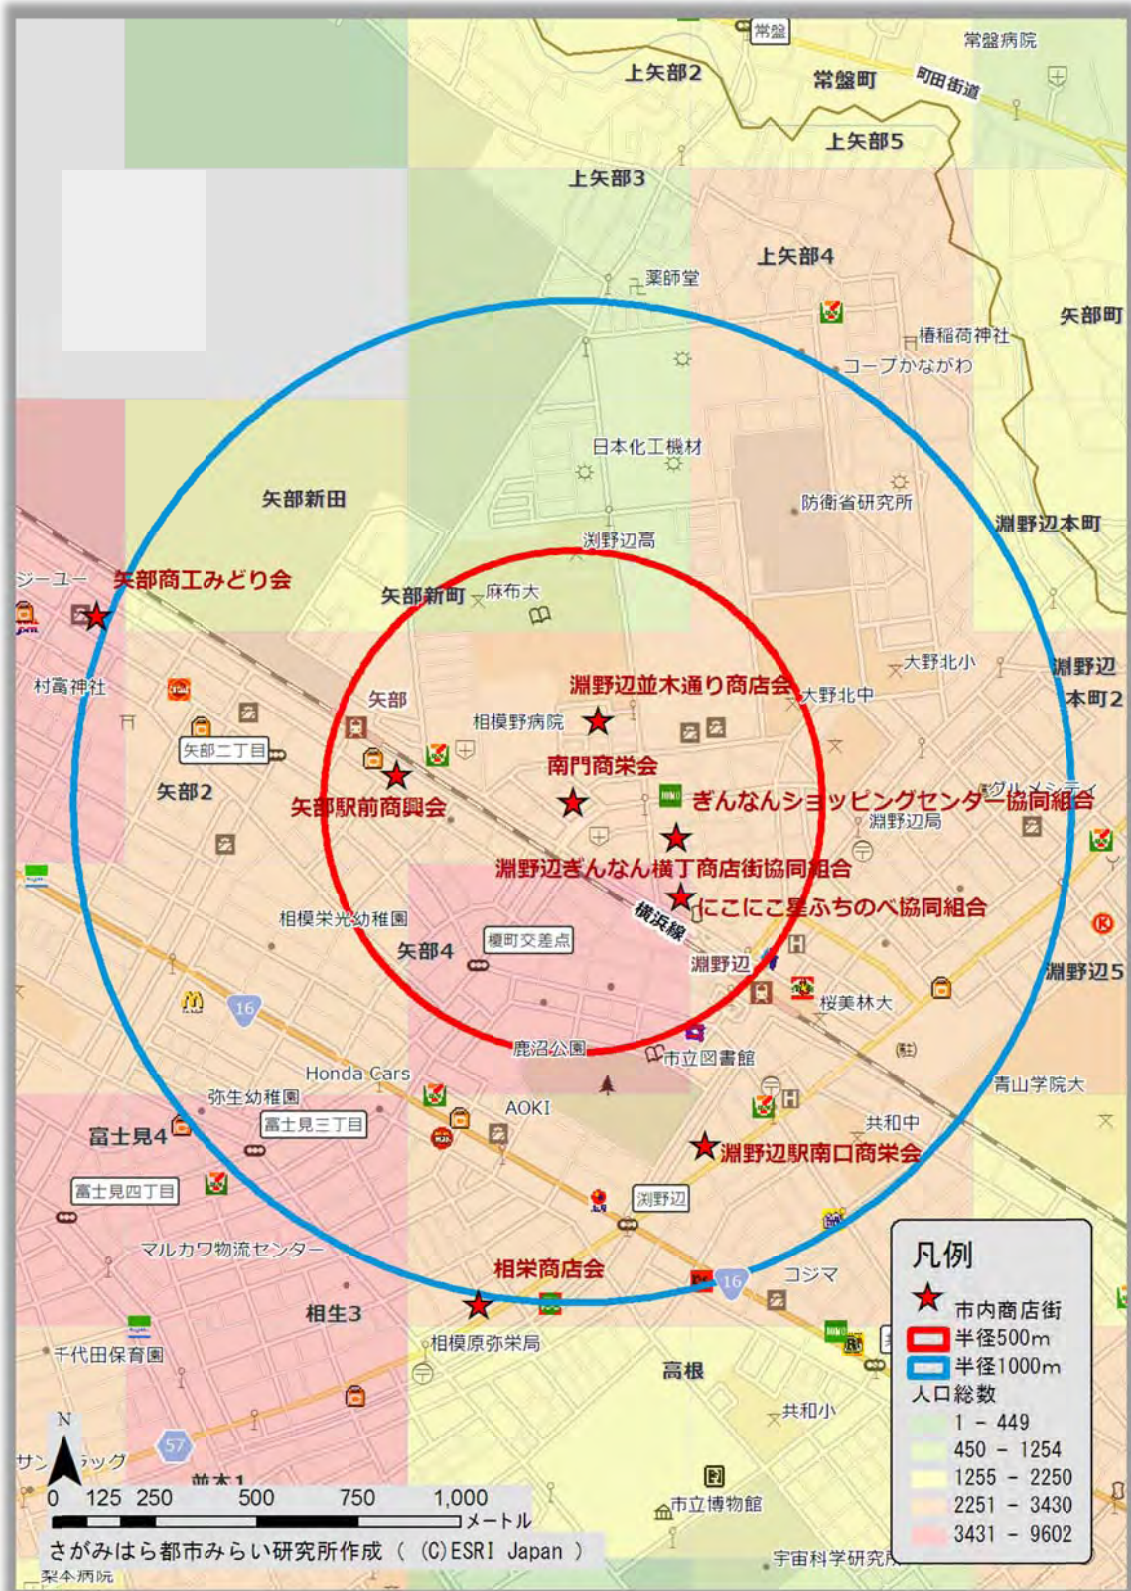 常盤
常盤病院
上矢部2
常盤町
町田街道
上矢部5
上矢部3
上矢部4
薬師堂
矢部町
椿稲荷神社
コープかながわ
日本化工機材
矢部新田
防衛省研究所
淵野辺本町
渕野辺高
ジーユー
矢部商工みどり会
矢部新町
麻布大
大野北小
淵野辺
本町2
村富神社
矢部
淵野辺並木通り商店会
大野北中
相模野病院
矢部二丁目
南門商栄会
矢部2
グルメシティ
矢部駅前商興会
ぎんなんショッピングセンター協同組合
淵野辺局
淵野辺ぎんなん横丁商店街協同組合
にこにこ星ふちのべ協同組合
横浜線
相模栄光幼稚園
矢部4
榎町交差点
淵野辺
淵野辺5
16
桜美林大
鹿沼公園
市立図書館
Honda Cars
青山学院大
弥生幼稚園
AOKI
富士見三丁目
共和中
富士見4
淵野辺駅南口商栄会
富士見四丁目
渕野辺
マルカワ物流センター
相栄商店会
コジマ
16
相生3
相模原弥栄局
千代田保育園
高根
共和小
57
並木1
市立博物館
宇宙科学研究所
梨本病院
凡例
市内商店街
半径500m
半径1000m
人口総数
1 - 449
450 - 1254
1255 - 2250
2251 - 3430
3431 - 9602
N
0 125 250 500 750 1,000
メートル
さがみはら都市みらい研究所作成 ( (C)ESRI Japan )